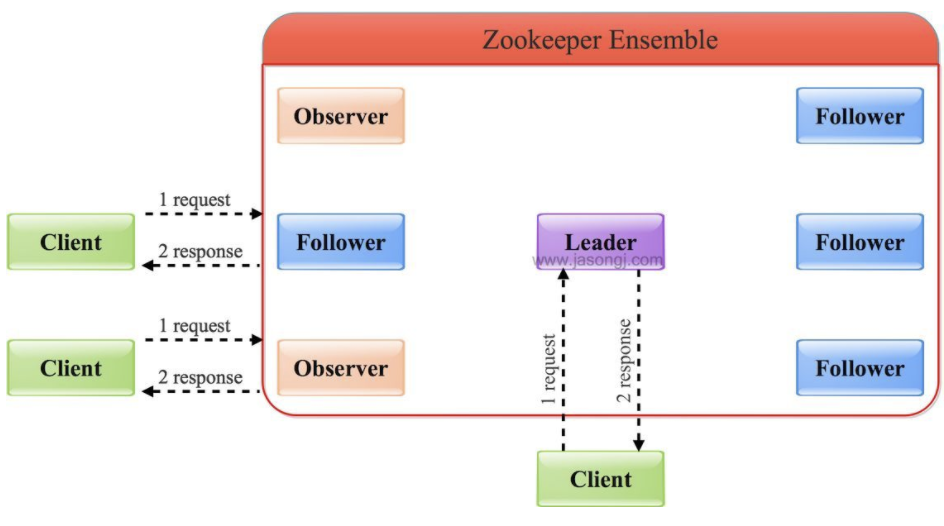 Zookeeper Ensemble
Observer
Follower
1 request
Client
2 response
Follower
Leader
www.jasongj.com
Follower
1 request
Client
2 response
Observer
1 request
2 response
Follower
Client